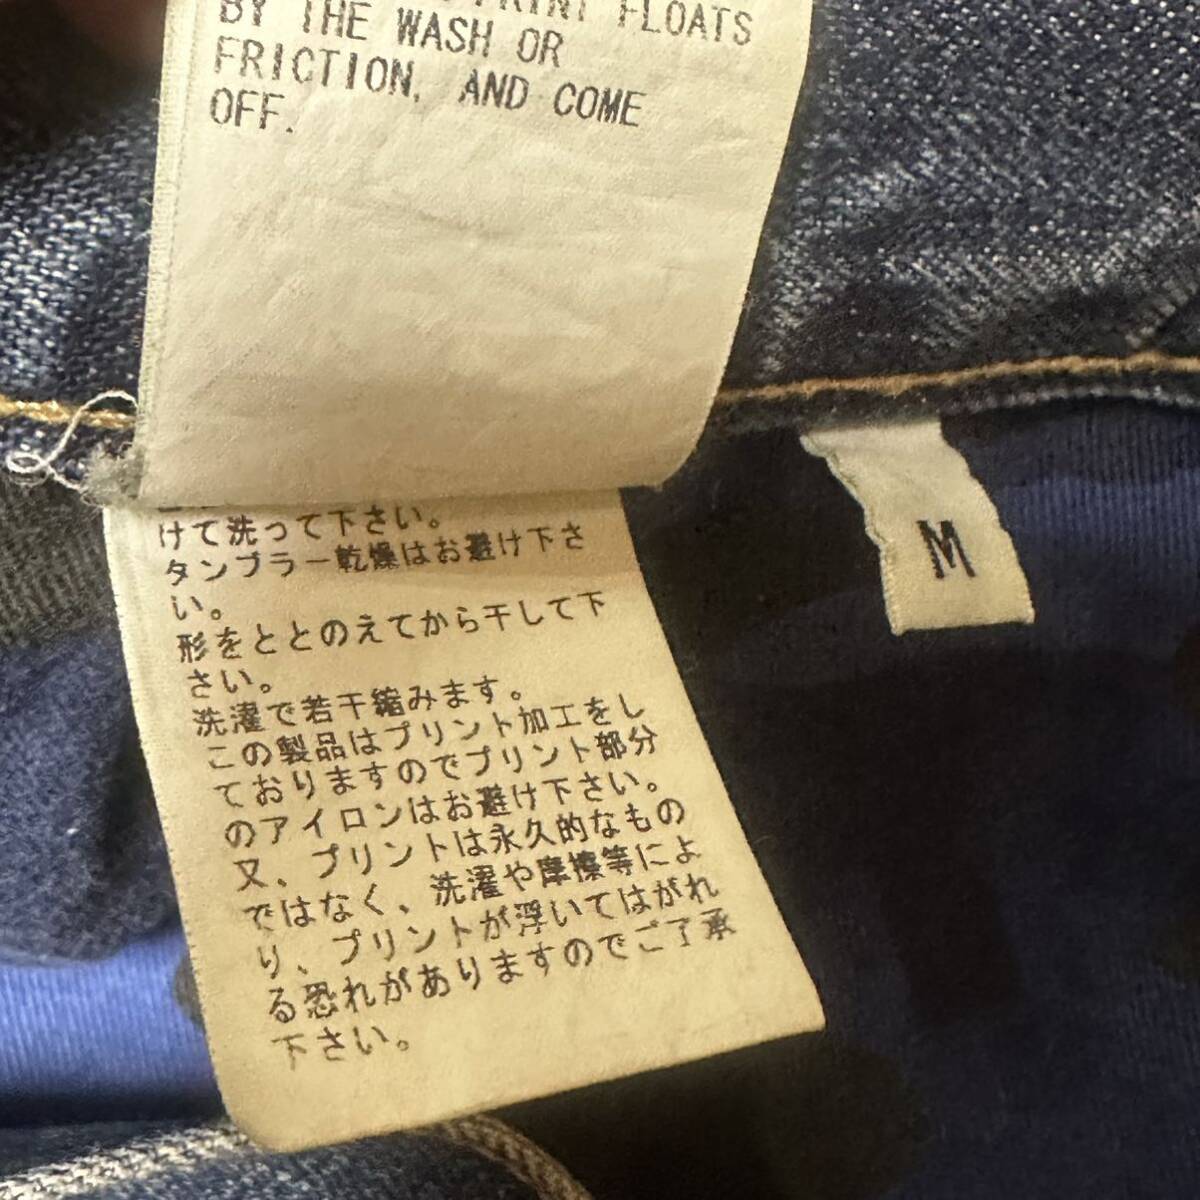 PRINT FLOATS
BY THE WASH OR
FRICTION, AND COME
OFF.
けて洗って下さい。
タンブラー乾燥はお避け下さ
い。
形をととのえてから干して下
さい。
洗濯で若干縮みます。
この製品はプリント加工をし
ておりますのでプリント部分
のアイロンはお避け下さい。
又、プリントは永久的なもの
ではなく、洗濯や摩擦等によ
り、プリントが浮いてはがれ
る恐れがありますのでご了承
下さい。
M